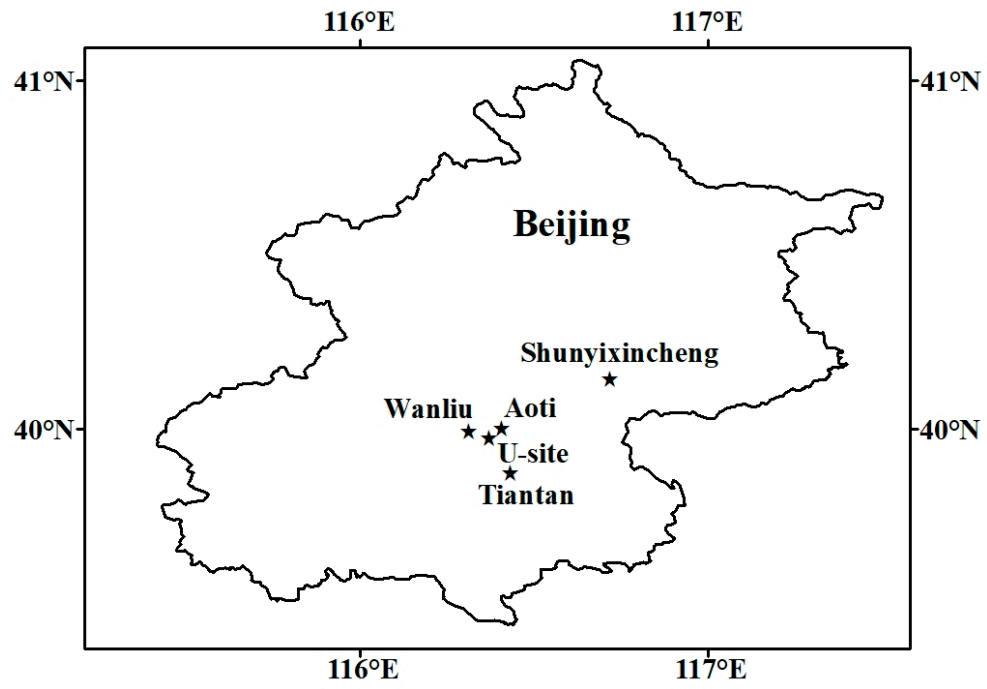 116°E 117°E
41°N 41°N
Beijing
Shunyixincheng
Wanliu Aoti
40°N 40°N
U-site
Tiantan
116°E 117°E